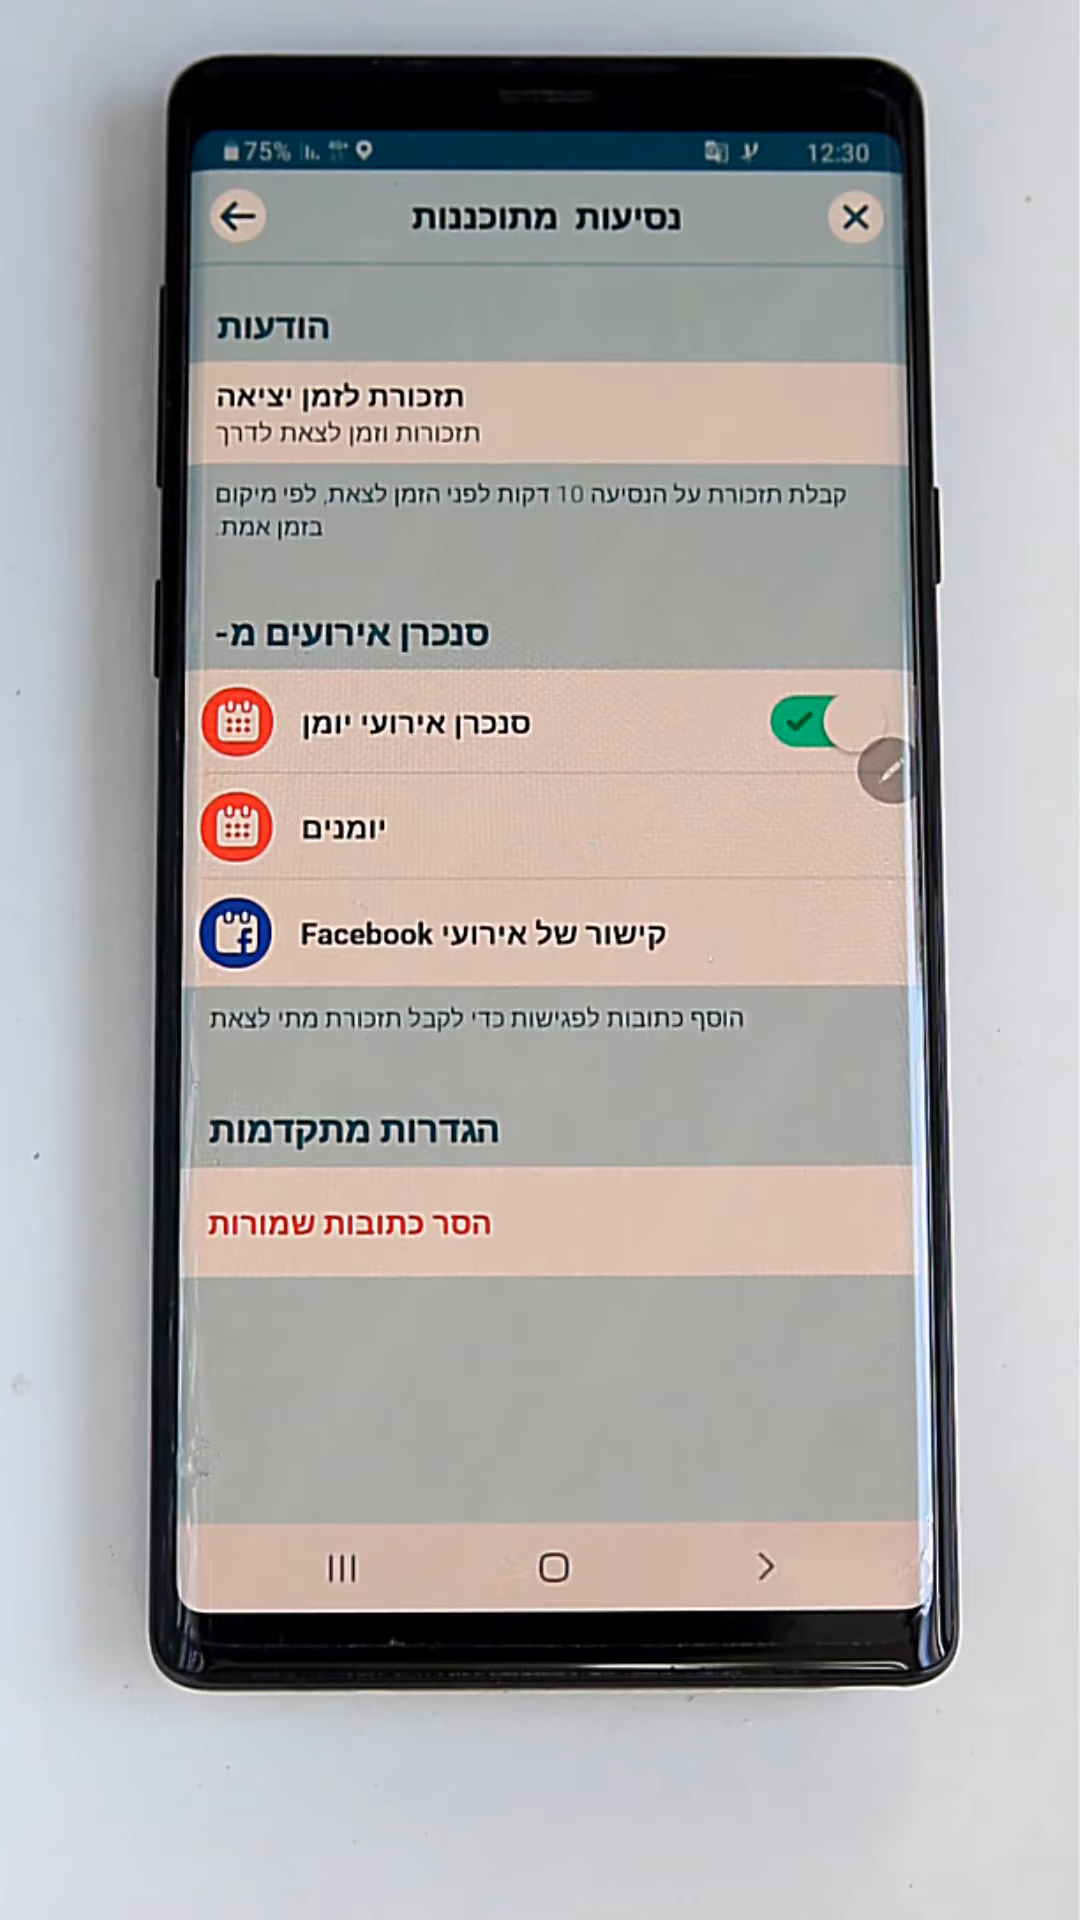 75% 12:30
נסיעות מתוכננות
הודעות
תזכורת לזמן יציאה
תזכורות וזמן לצאת לדרך
קבלת תזכורת על הנסיעה 10 דקות לפני הזמן לצאת, לפי מיקום
בזמן אמת.
סנכרן אירועים מ-
סנכרן אירועי יומן
יומנים
קישור של אירועי Facebook
הוסף כתובות לפגישות כדי לקבל תזכורת מתי לצאת
הגדרות מתקדמות
הסר כתובות שמורות